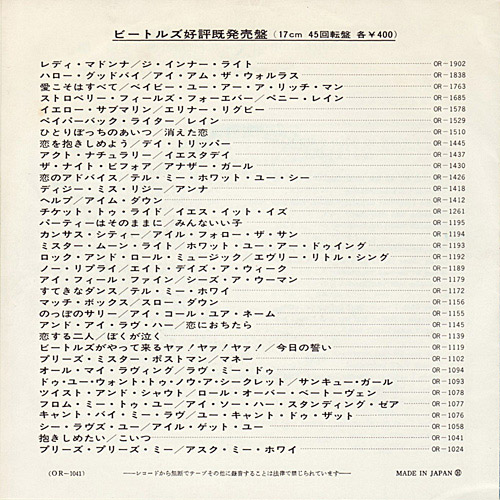 ビートルズ好評既発売盤(17cm 45回転盤 各¥400)
レディ・マドンナ/ジ・インナー・ライト OR-1902
ハロー・グッドバイ/アイ・アム・ザ・ウォルラス OR-1838
愛こそはすべて/ベイビー・ユー・アー・ア・リッチ・マン OR-1763
ストロベリー・フィールズ・フォーエバー/ペニー・レイン OR-1685
イエロー・サブマリン/エリナー・リグビー OR-1578
ペイパーバック・ライター/レイン OR-1529
ひとりぼっちのあいつ/消えた恋 OR-1510
恋を抱きしめよう/デイ・トリッパー OR-1445
アクト・ナチュラリー/イエスタデイ OR-1437
ザ・ナイト・ビフォア/アナザー・ガール OR-1430
恋のアドバイス/テル・ミー・ホワット・ユー・シー OR-1426
ディジー・ミス・リジー/アンナ OR-1418
ヘルプ/アイム・ダウン OR-1412
チケット・トゥ・ライド/イエス・イット・イズ OR-1261
パーティーはそのままに/みんないい子 OR-1195
カンサス・シティー/アイル・フォロー・ザ・サン OR-1194
ミスター・ムーン・ライト/ホワット・ユー・アー・ドゥイング OR-1193
ロック・アンド・ロール・ミュージック/エヴリー・リトル・シング OR-1192
ノー・リプライ/エイト・デイズ・ア・ウィーク OR-1189
アイ・フィール・ファイン/シーズ・ア・ウーマン OR-1179
すてきなダンス/テル・ミー・ホワイ OR-1172
マッチ・ボックス/スロー・ダウン OR-1156
のっぽのサリー/アイ・コール・ユア・ネーム OR-1155
アンド・アイ・ラヴ・ハー/恋におちたら OR-1145
恋する二人/ぼくが泣く OR-1139
ビートルズがやって来るヤァ!ヤァ!ヤァ!/今日の誓い OR-1119
プリーズ・ミスター・ポストマン/マネー OR-1102
オール・マイ・ラヴィング/ラヴ・ミー・ドゥ OR-1094
ドゥ・ユー・ウォント・トゥ・ノウ・ア・シークレット/サンキュー・ガール OR-1093
ツイスト・アンド・シャウト/ロール・オーバー・ベートーヴェン OR-1078
フロム・ミー・トゥ・ユー/アイ・ソー・ハー・スタンディング・ゼア OR-1077
キャント・バイ・ミー・ラヴ/ユー・キャント・ドゥ・ザット OR-1076
シー・ラヴズ・ユー/アイル・ゲット・ユー OR-1058
抱きしめたい/こいつ OR-1041
プリーズ・プリーズ・ミー/アスク・ミー・ホワイ OR-1024
(OR-1041) ──レコードから無断でテープその他に録音することは法律で禁じられています── MADE IN JAPAN